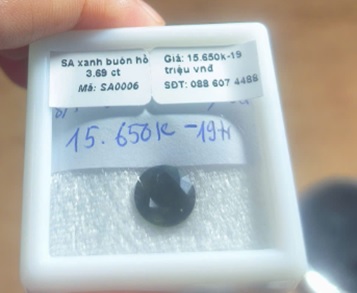 SA xanh buôn hồ
3.69 ct
Mã: SA0006
Giá: 15.650k-19
triệu vnđ
SĐT: 088 607 4488
15.650k -19tr